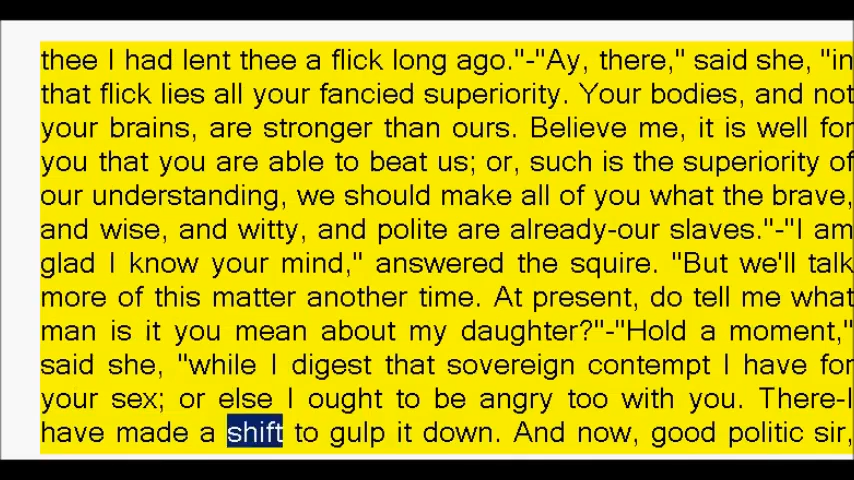 thee I had lent thee a flick long ago."-"Ay, there," said she, "in
that flick lies all your fancied superiority. Your bodies, and not
your brains, are stronger than ours. Believe me, it is well for
you that you are able to beat us; or, such is the superiority of
our understanding, we should make all of you what the brave,
and wise, and witty, and polite are already-our slaves."-"I am
glad I know your mind," answered the squire. "But we'll talk
more of this matter another time. At present, do tell me what
man is it you mean about my daughter?"-"Hold a moment,"
said she, "while I digest that sovereign contempt I have for
your sex; or else I ought to be angry too with you. There-I
have made a shift to gulp it down. And now, good politic sir,